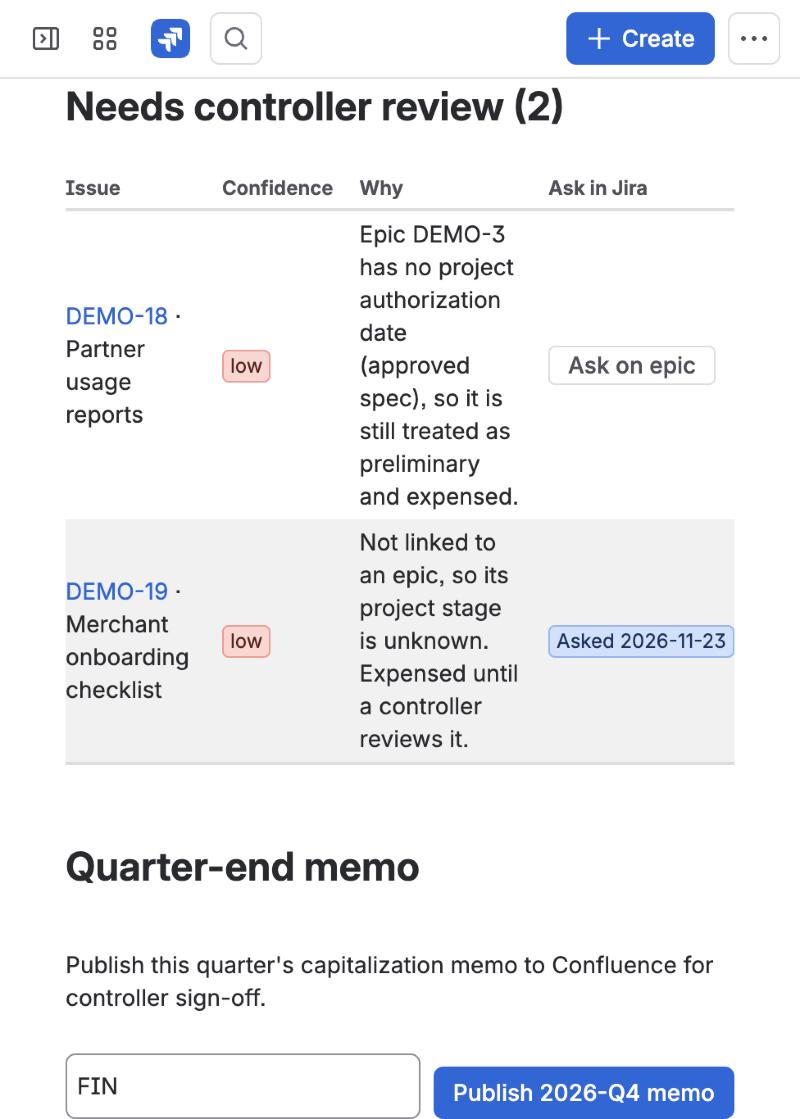 Create
Needs controller review (2)
Issue Confidence Why Ask in Jira
DEMO-18 ·
Partner
usage
reports
low
Epic DEMO-3
has no project
authorization
date
(approved
spec), so it is
still treated as
preliminary
and expensed.
Ask on epic
DEMO-19 ·
Merchant
onboarding
checklist
low
Not linked to
an epic, so its
project stage
is unknown.
Expensed until
a controller
reviews it.
Asked 2026-11-23
Quarter-end memo
Publish this quarter's capitalization memo to Confluence for
controller sign-off.
FIN
Publish 2026-Q4 memo